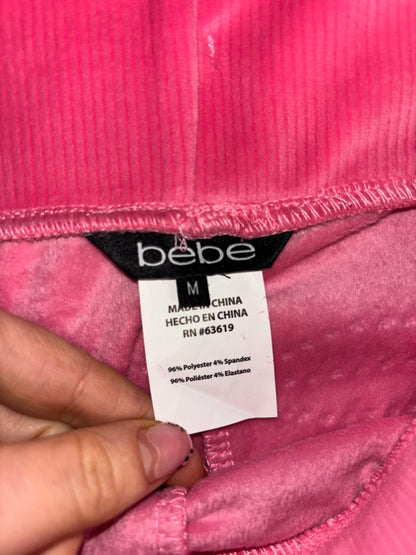 bebe
M
MADE IN CHINA
HECHO EN CHINA
RN #63619
96% Polyester 4% Spandex
96% Poliéster 4% Elastano